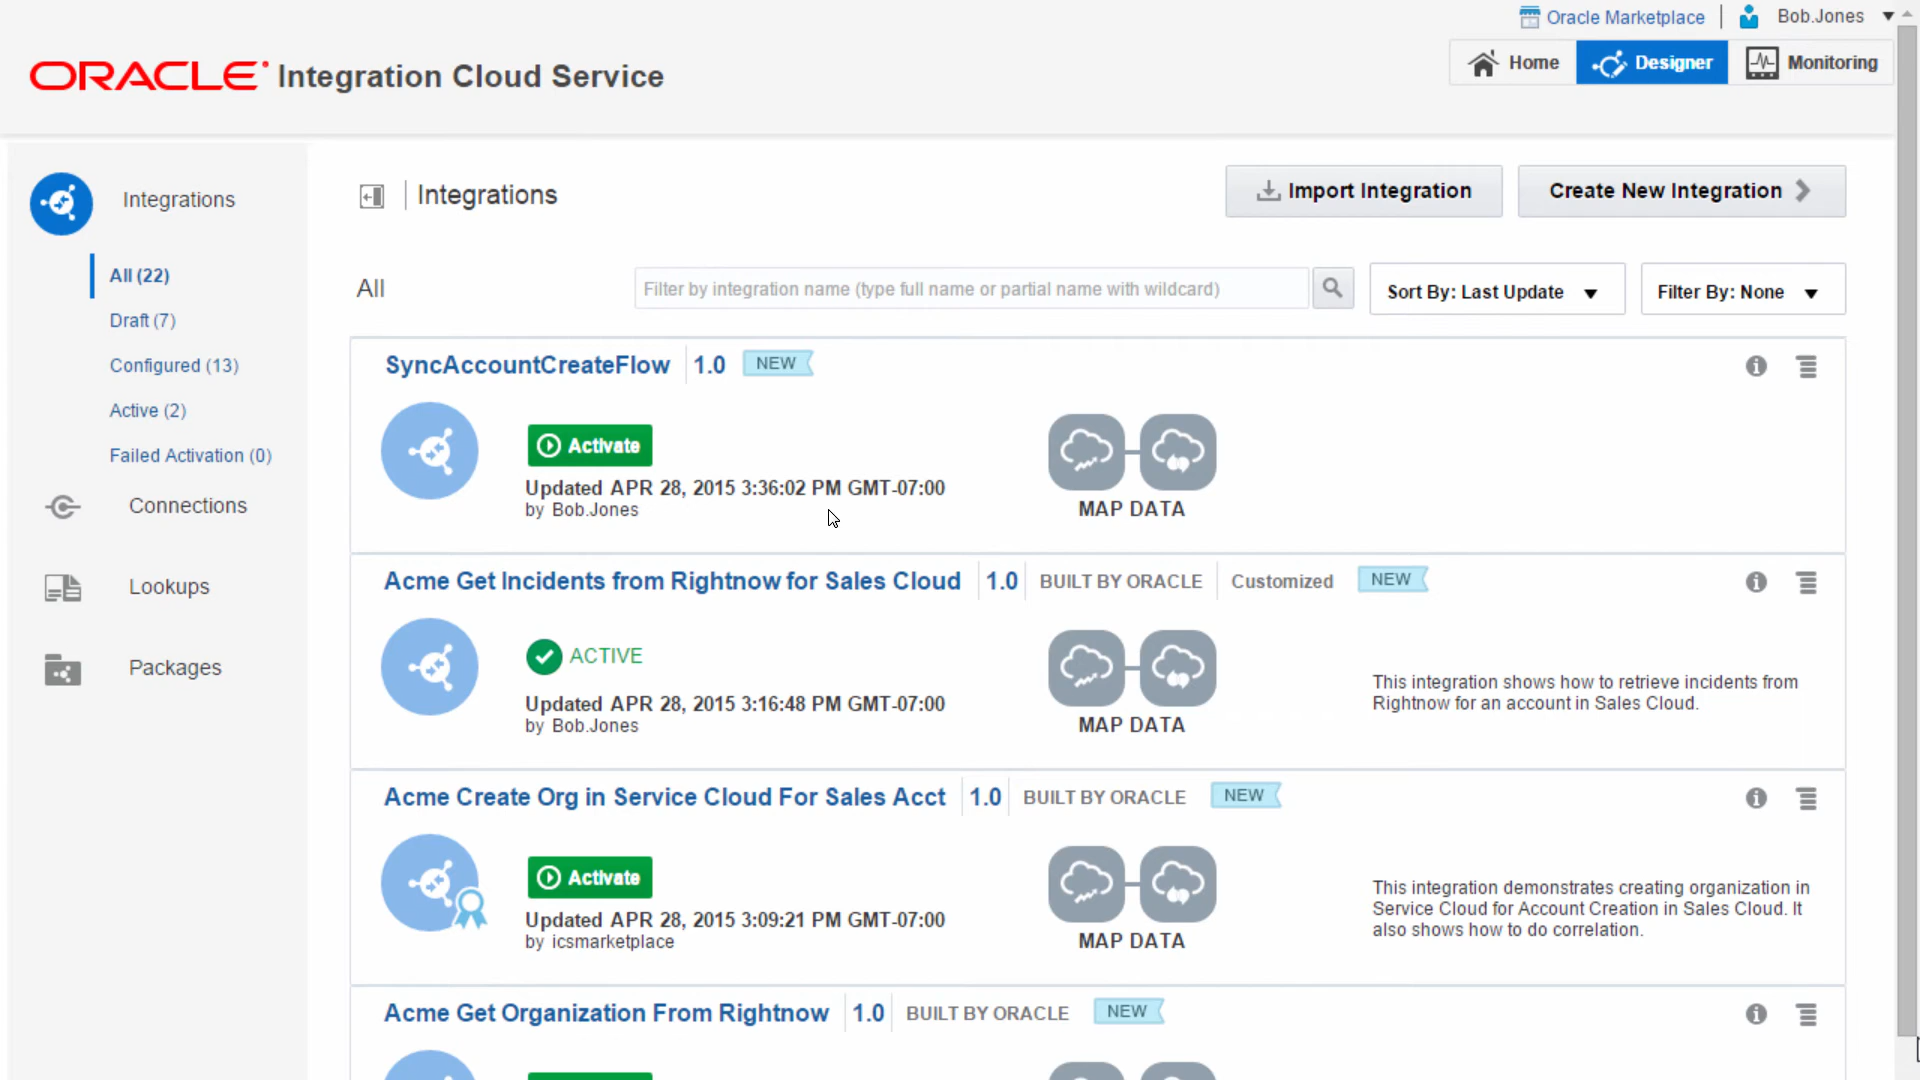 Oracle Marketplace
Bob.Jones
ORACLE Integration Cloud Service
Home
Designer
Monitoring
Integrations
All (22)
Draft (7)
Configured (13)
Active (2)
Failed Activation (0)
Connections
Lookups
Packages
Integrations
Import Integration
Create New Integration
All
Filter by integration name (type full name or partial name with wildcard)
Sort By: Last Update
Filter By: None
SyncAccountCreateFlow 1.0 NEW
Activate
Updated APR 28, 2015 3:36:02 PM GMT-07:00
by Bob.Jones
MAP DATA
Acme Get Incidents from Rightnow for Sales Cloud 1.0 BUILT BY ORACLE Customized NEW
ACTIVE
Updated APR 28, 2015 3:16:48 PM GMT-07:00
by Bob.Jones
MAP DATA
This integration shows how to retrieve incidents from
Rightnow for an account in Sales Cloud.
Acme Create Org in Service Cloud For Sales Acct 1.0 BUILT BY ORACLE NEW
Activate
Updated APR 28, 2015 3:09:21 PM GMT-07:00
by icsmarketplace
MAP DATA
This integration demonstrates creating organization in
Service Cloud for Account Creation in Sales Cloud. It
also shows how to do correlation.
Acme Get Organization From Rightnow 1.0 BUILT BY ORACLE NEW